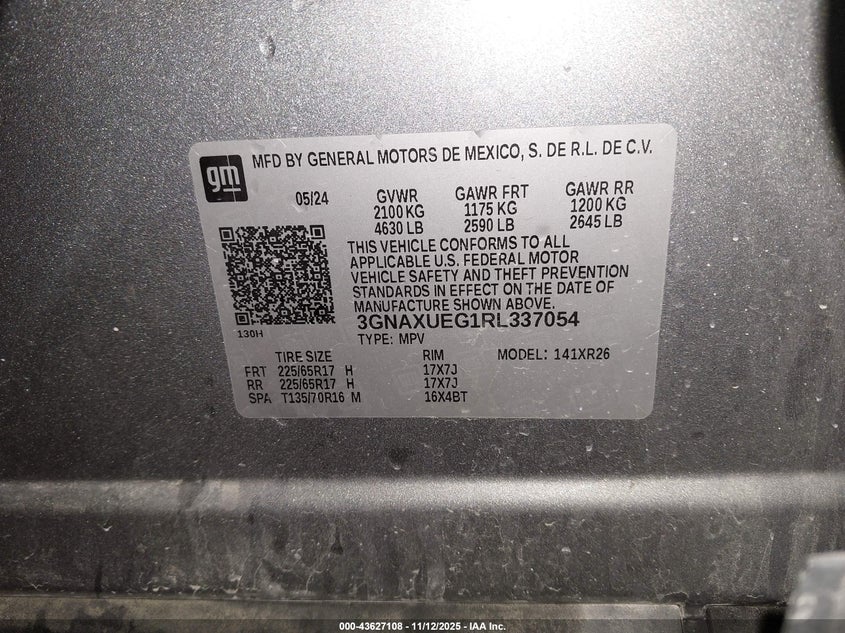 gm
MFD BY GENERAL MOTORS DE MEXICO, S. DE R.L. DE C.V.
05/24 GVWR GAWR FRT GAWR RR
2100 KG 1175 KG 1200 KG
4630 LB 2590 LB 2645 LB
THIS VEHICLE CONFORMS TO ALL
APPLICABLE U.S. FEDERAL MOTOR
VEHICLE SAFETY AND THEFT PREVENTION
STANDARDS IN EFFECT ON THE DATE OF
MANUFACTURE SHOWN ABOVE.
3GNAXUEG1RL337054
130H
TYPE: MPV
TIRE SIZE RIM MODEL: 141XR26
FRT 225/65R17 H 17X7J
RR 225/65R17 H 17X7J
SPA T135/70R16 M 16X4BT
000-43627108 - 11/12/2025 - IAA Inc.